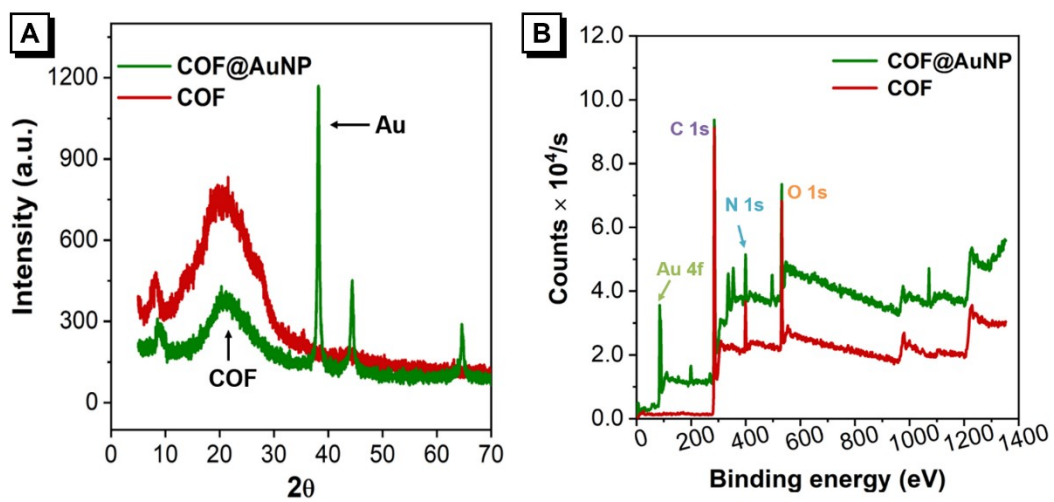 A
COF@AuNP
COF
Au
COF
Intensity (a.u.)
1200
900
600
300
0
0 10 20 30 40 50 60 70
2θ
B
COF@AuNP
COF
C 1s
O 1s
N 1s
Au 4f
Counts × 10⁴/s
12.0
10.0
8.0
6.0
4.0
2.0
0.0
0 200 400 600 800 1000 1200 1400
Binding energy (eV)